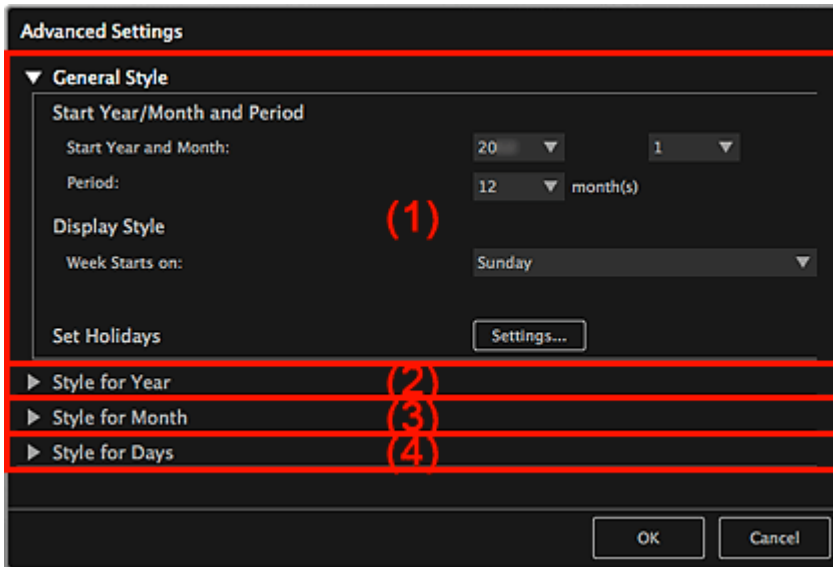 Advanced Settings
General Style
Start Year/Month and Period
Start Year and Month: 20 1
Period: 12 month(s)
(1)
Display Style
Week Starts on: Sunday
Set Holidays Settings...
Style for Year (2)
Style for Month (3)
Style for Days (4)
OK Cancel